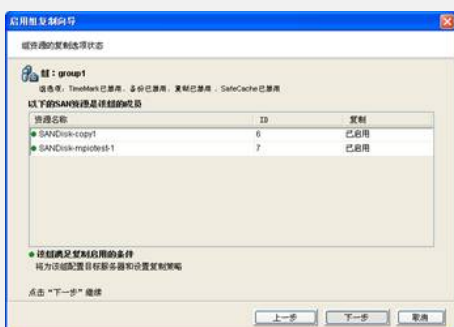 启用组复制向导
组资源的复制选项状态
组：group1
组选项：TimeMark已禁用，备份已禁用，复制已禁用，SafeCache已禁用
以下的SAN资源是该组的成员
资源名称 ID 复制
SANDisk-copy1 6 已启用
SANDisk-mpiotest-1 7 已启用
该组满足复制启用的条件
将为该组配置目标服务器和设置复制策略
点击“下一步”继续
上一步 下一步 取消